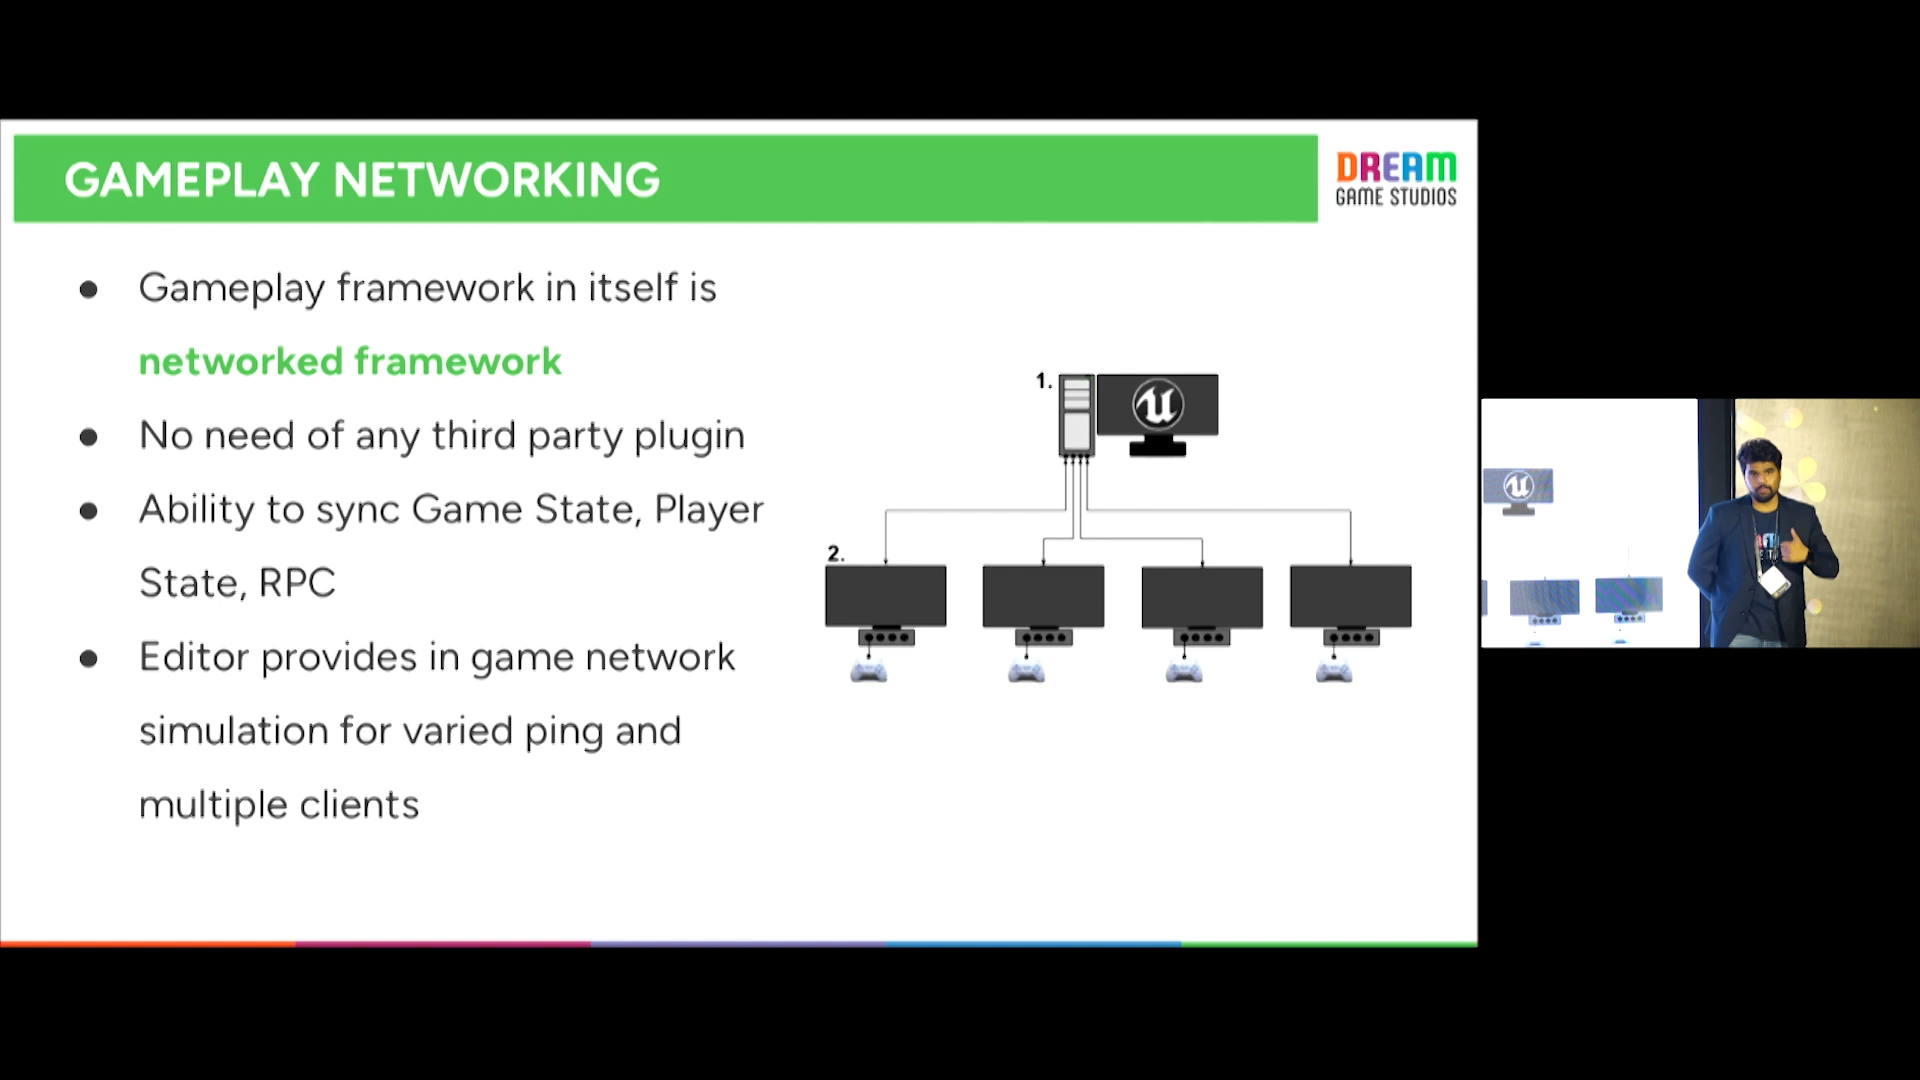 GAMEPLAY NETWORKING
DREAM
GAME STUDIOS
● Gameplay framework in itself is
networked framework
● No need of any third party plugin
● Ability to sync Game State, Player
State, RPC
● Editor provides in game network
simulation for varied ping and
multiple clients
1.
2.